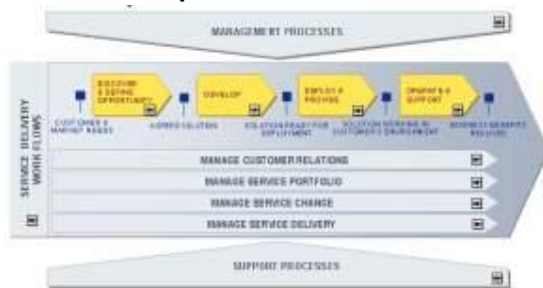 MANAGEMENT PROCESSES
DISCOVER
& DEFINE
OPPORTUNITY
DEVELOP
DEPLOY &
PROVIDE
OPERATE &
SUPPORT
CUSTOMER &
MARKET NEEDS
AGREED SOLUTION
SOLUTION READY FOR
DEPLOYMENT
SOLUTION WORKING IN
CUSTOMER'S ENVIRONMENT
BUSINESS BENEFITS
REALISED
SERVICE DELIVERY
WORK FLOWS
MANAGE CUSTOMER RELATIONS
MANAGE SERVICE PORTFOLIO
MANAGE SERVICE CHANGE
MANAGE SERVICE DELIVERY
SUPPORT PROCESSES